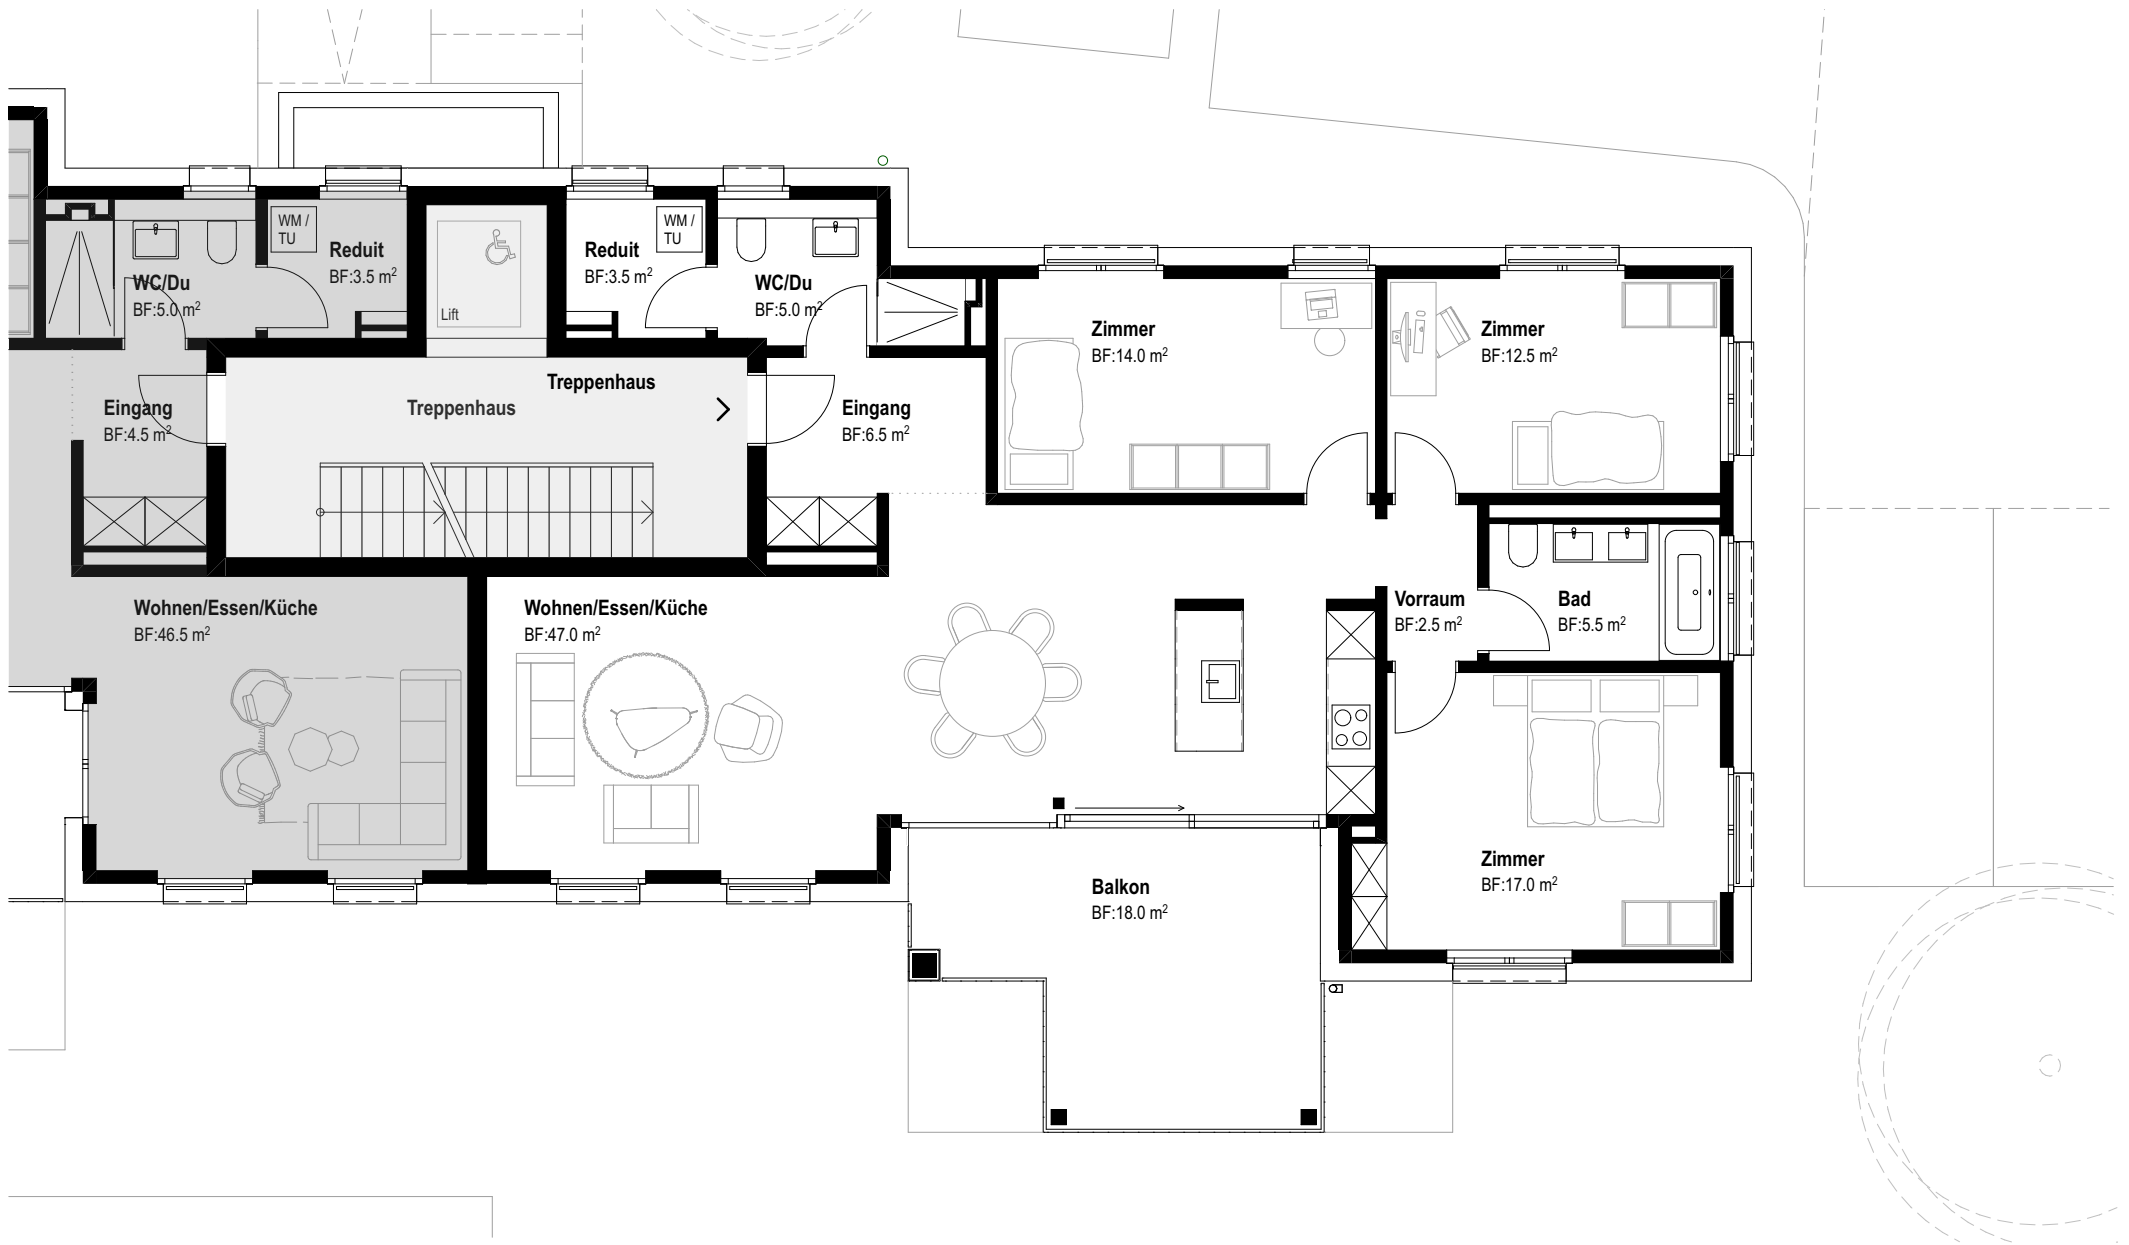 WM /
TU
Reduit
BF:3.5 m²
WC/Du
BF:5.0 m²
Lift
Reduit
BF:3.5 m²
WM /
TU
WC/Du
BF:5.0 m²
Zimmer
BF:14.0 m²
Zimmer
BF:12.5 m²
Eingang
BF:4.5 m²
Treppenhaus
Treppenhaus
Eingang
BF:6.5 m²
Wohnen/Essen/Küche
BF:46.5 m²
Wohnen/Essen/Küche
BF:47.0 m²
Vorraum
BF:2.5 m²
Bad
BF:5.5 m²
Zimmer
BF:17.0 m²
Balkon
BF:18.0 m²